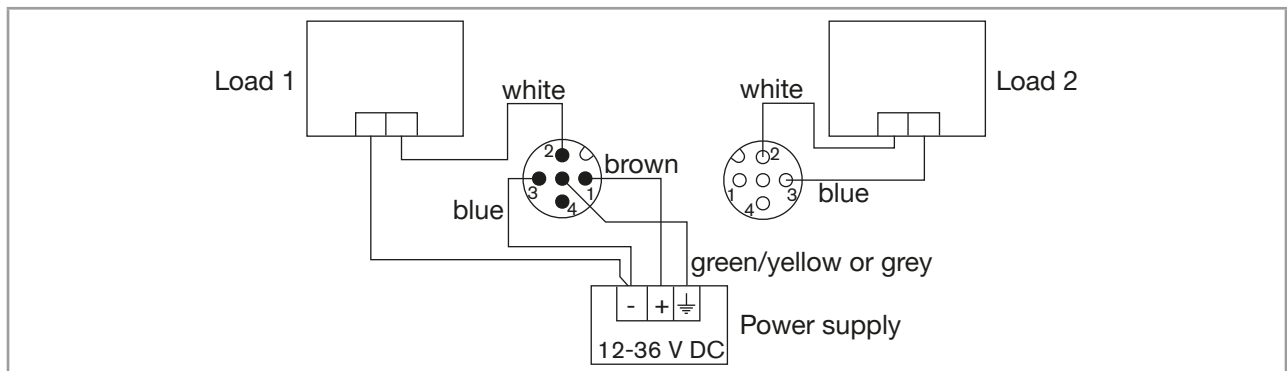 Load 1
white
2
1
3
4
brown
blue
white
2
1
3
4
blue
Load 2
green/yellow or grey
- +
Power supply
12-36 V DC